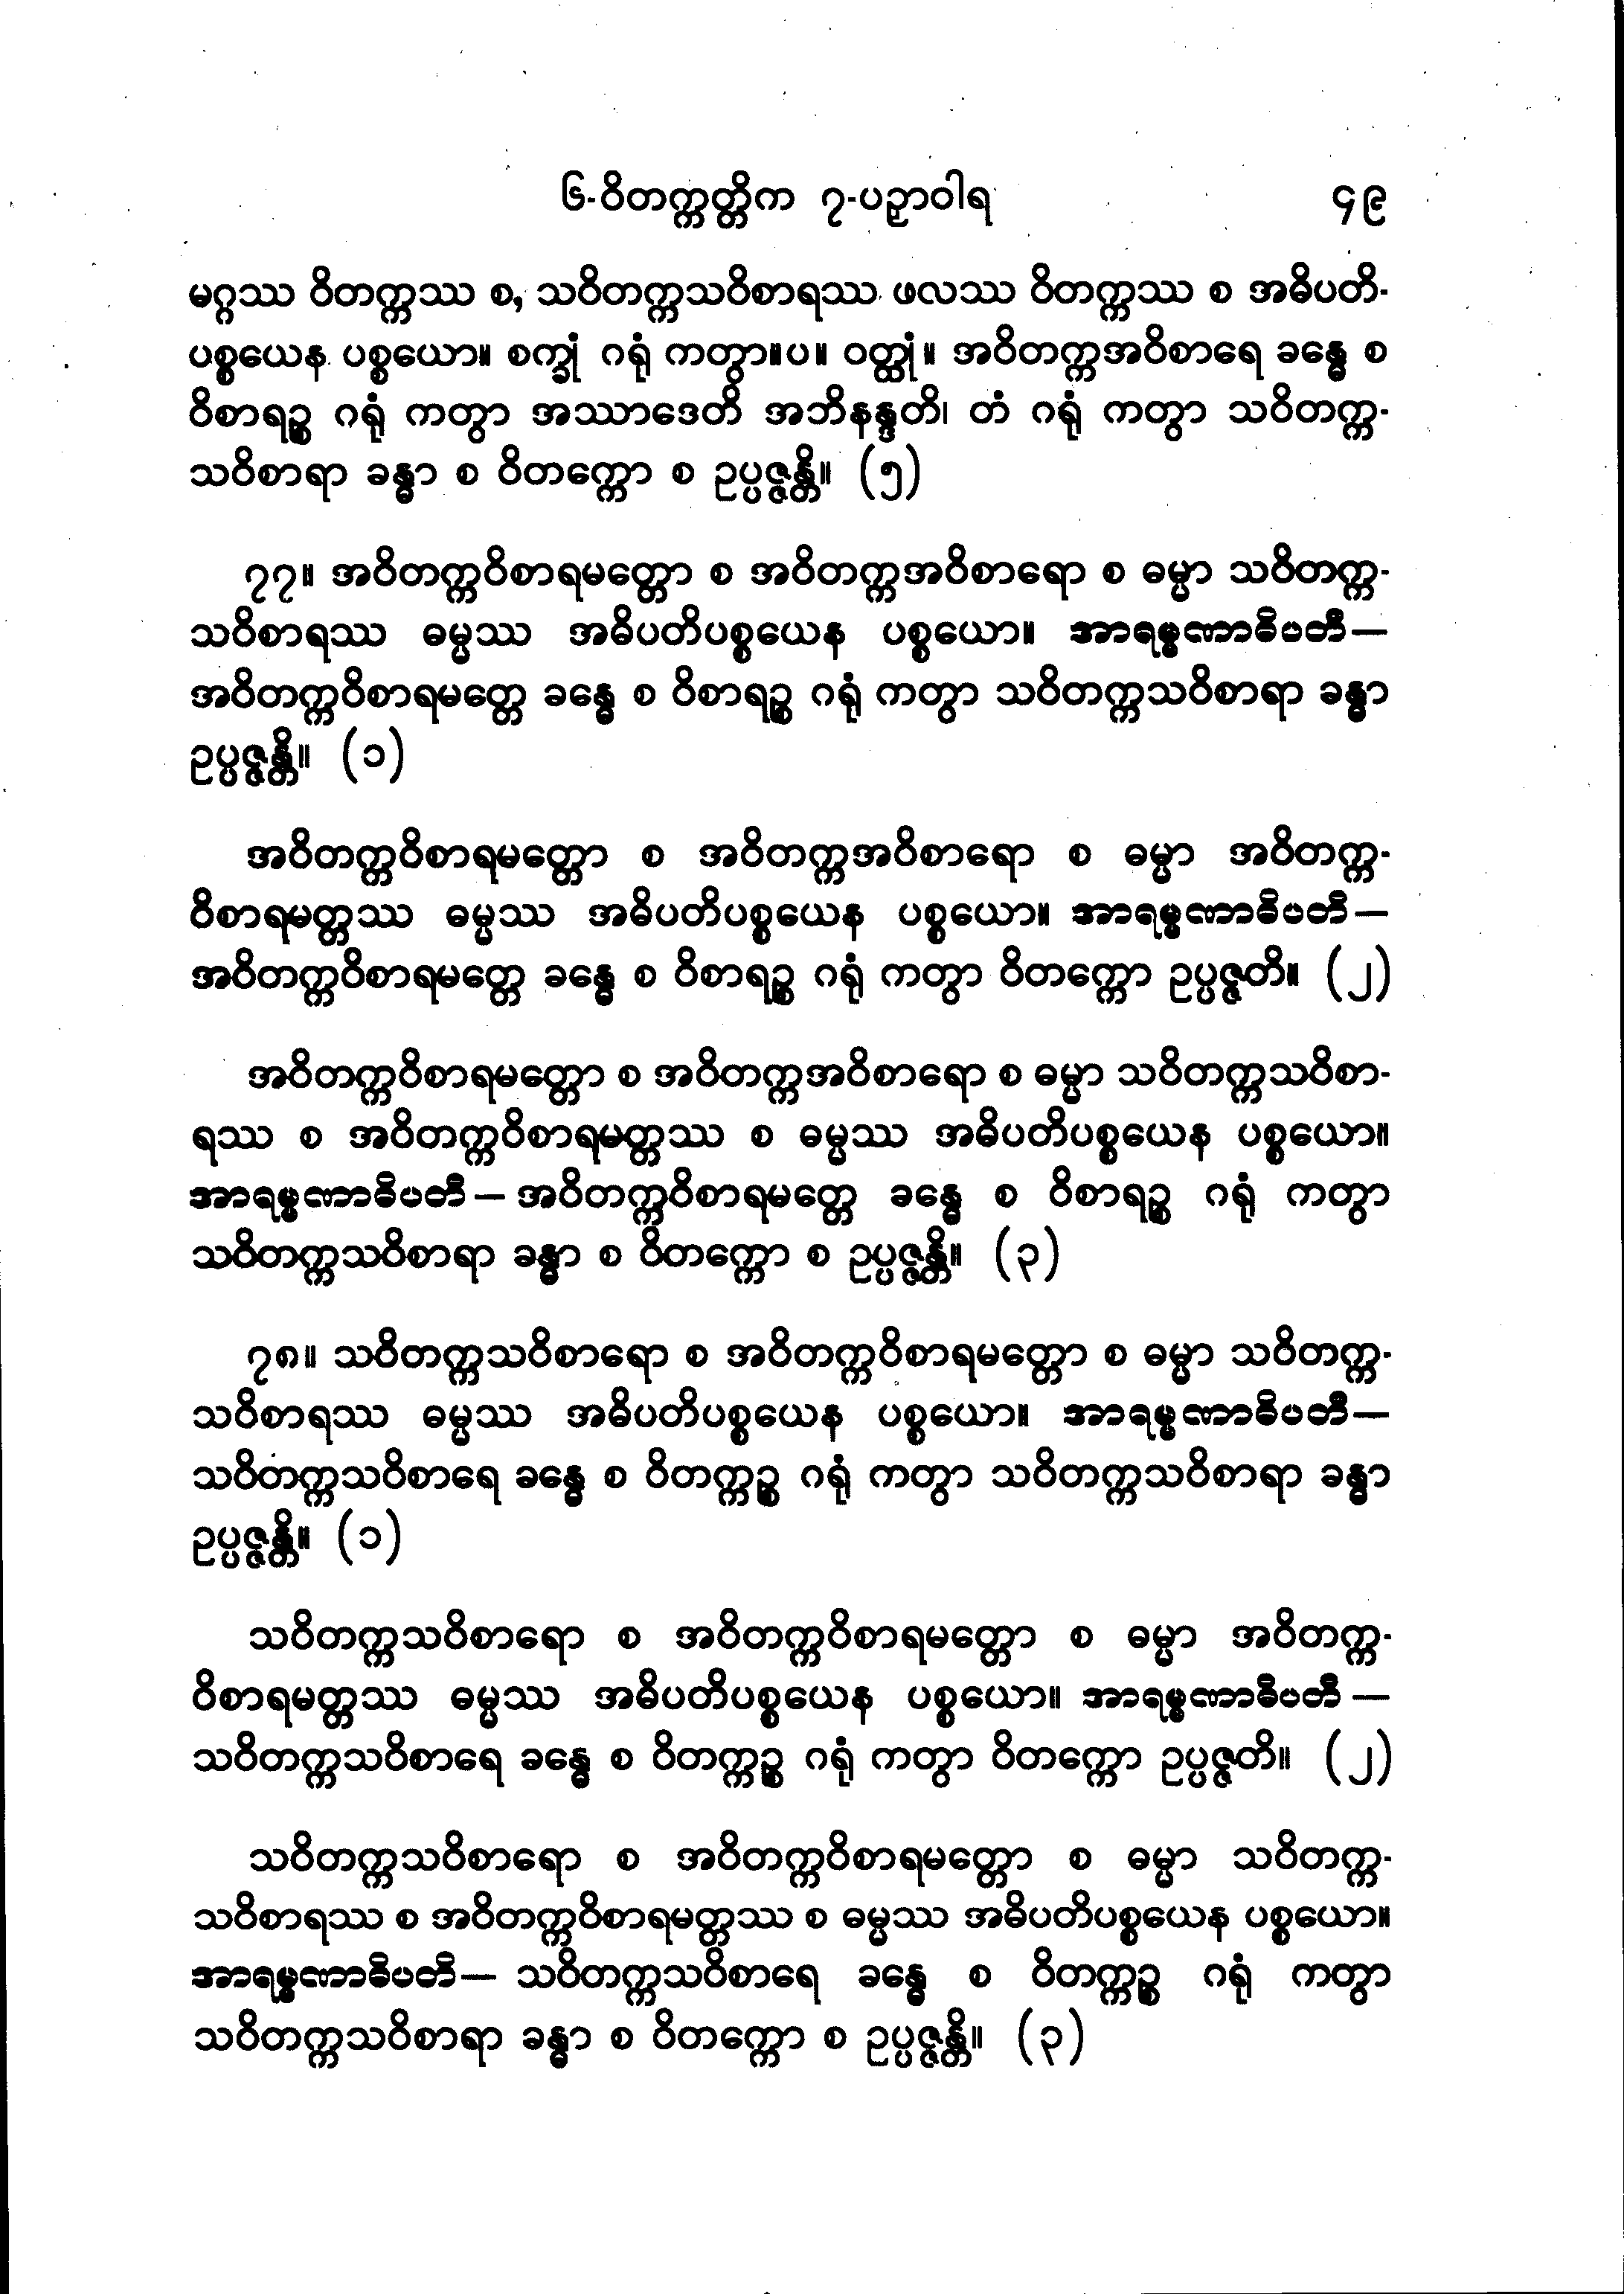 ၆-ဝိတက္ကတ္တိက ၇-ပဉှာဝါရ ၄၉
မဂ္ဂဿ ဝိတက္ကဿ စ, သဝိတက္ကသဝိစာရဿ ဖလဿ ဝိတက္ကဿ စ အဓိပတိ-
ပစ္စယေန ပစ္စယော။ စက္ခုံ ဂရုံ ကတွာ။ပ။ ဝတ္ထုံ။ အဝိတက္ကအဝိစာရေ ခန္ဓေ စ
ဝိစာရဉ္စ ဂရုံ ကတွာ အဿာဒေတိ အဘိနန္ဒတိ၊ တံ ဂရုံ ကတွာ သဝိတက္က-
သဝိစာရာ ခန္ဓာ စ ဝိတက္ကော စ ဥပ္ပဇ္ဇန္တိ။ (၅)
၇၇။ အဝိတက္ကဝိစာရမတ္တော စ အဝိတက္ကအဝိစာရော စ ဓမ္မာ သဝိတက္က-
သဝိစာရဿ ဓမ္မဿ အဓိပတိပစ္စယေန ပစ္စယော။ အာရမ္မဏာဓိပတိ—
အဝိတက္ကဝိစာရမတ္တေ ခန္ဓေ စ ဝိစာရဉ္စ ဂရုံ ကတွာ သဝိတက္ကသဝိစာရာ ခန္ဓာ
ဥပ္ပဇ္ဇန္တိ။ (၁)
အဝိတက္ကဝိစာရမတ္တော စ အဝိတက္ကအဝိစာရော စ ဓမ္မာ အဝိတက္က-
ဝိစာရမတ္တဿ ဓမ္မဿ အဓိပတိပစ္စယေန ပစ္စယော။ အာရမ္မဏာဓိပတိ—
အဝိတက္ကဝိစာရမတ္တေ ခန္ဓေ စ ဝိစာရဉ္စ ဂရုံ ကတွာ ဝိတက္ကော ဥပ္ပဇ္ဇတိ။ (၂)
အဝိတက္ကဝိစာရမတ္တော စ အဝိတက္ကအဝိစာရော စ ဓမ္မာ သဝိတက္ကသဝိစာ-
ရဿ စ အဝိတက္ကဝိစာရမတ္တဿ စ ဓမ္မဿ အဓိပတိပစ္စယေန ပစ္စယော။
အာရမ္မဏာဓိပတိ— အဝိတက္ကဝိစာရမတ္တေ ခန္ဓေ စ ဝိစာရဉ္စ ဂရုံ ကတွာ
သဝိတက္ကသဝိစာရာ ခန္ဓာ စ ဝိတက္ကော စ ဥပ္ပဇ္ဇန္တိ။ (၃)
၇၈။ သဝိတက္ကသဝိစာရော စ အဝိတက္ကဝိစာရမတ္တော စ ဓမ္မာ သဝိတက္က-
သဝိစာရဿ ဓမ္မဿ အဓိပတိပစ္စယေန ပစ္စယော။ အာရမ္မဏာဓိပတိ—
သဝိတက္ကသဝိစာရေ ခန္ဓေ စ ဝိတက္ကဉ္စ ဂရုံ ကတွာ သဝိတက္ကသဝိစာရာ ခန္ဓာ
ဥပ္ပဇ္ဇန္တိ။ (၁)
သဝိတက္ကသဝိစာရော စ အဝိတက္ကဝိစာရမတ္တော စ ဓမ္မာ အဝိတက္က-
ဝိစာရမတ္တဿ ဓမ္မဿ အဓိပတိပစ္စယေန ပစ္စယော။ အာရမ္မဏာဓိပတိ—
သဝိတက္ကသဝိစာရေ ခန္ဓေ စ ဝိတက္ကဉ္စ ဂရုံ ကတွာ ဝိတက္ကော ဥပ္ပဇ္ဇတိ။ (၂)
သဝိတက္ကသဝိစာရော စ အဝိတက္ကဝိစာရမတ္တော စ ဓမ္မာ သဝိတက္က-
သဝိစာရဿ စ အဝိတက္ကဝိစာရမတ္တဿ စ ဓမ္မဿ အဓိပတိပစ္စယေန ပစ္စယော။
အာရမ္မဏာဓိပတိ— သဝိတက္ကသဝိစာရေ ခန္ဓေ စ ဝိတက္ကဉ္စ ဂရုံ ကတွာ
သဝိတက္ကသဝိစာရာ ခန္ဓာ စ ဝိတက္ကော စ ဥပ္ပဇ္ဇန္တိ။ (၃)